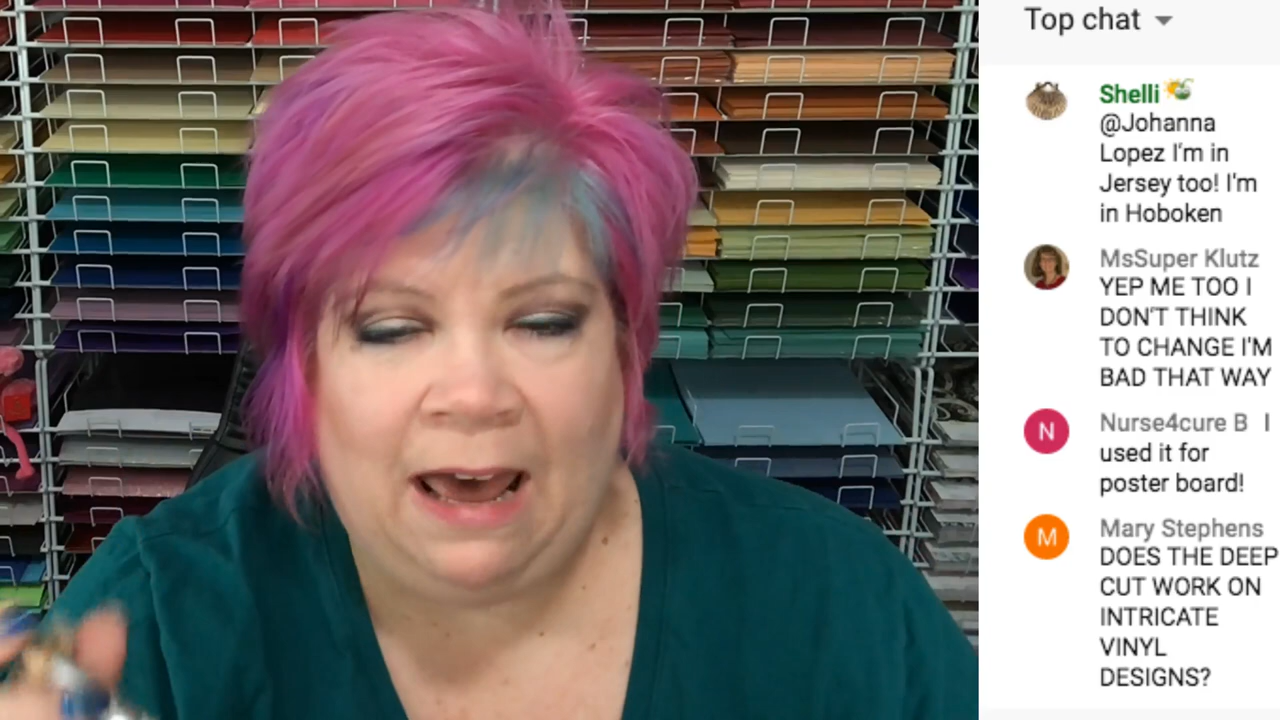 Top chat
Shelli
@Johanna
Lopez I'm in
Jersey too! I'm
in Hoboken
MsSuper Klutz
YEP ME TOO I
DON'T THINK
TO CHANGE I'M
BAD THAT WAY
N
Nurse4cure B I
used it for
poster board!
M
Mary Stephens
DOES THE DEEP
CUT WORK ON
INTRICATE
VINYL
DESIGNS?